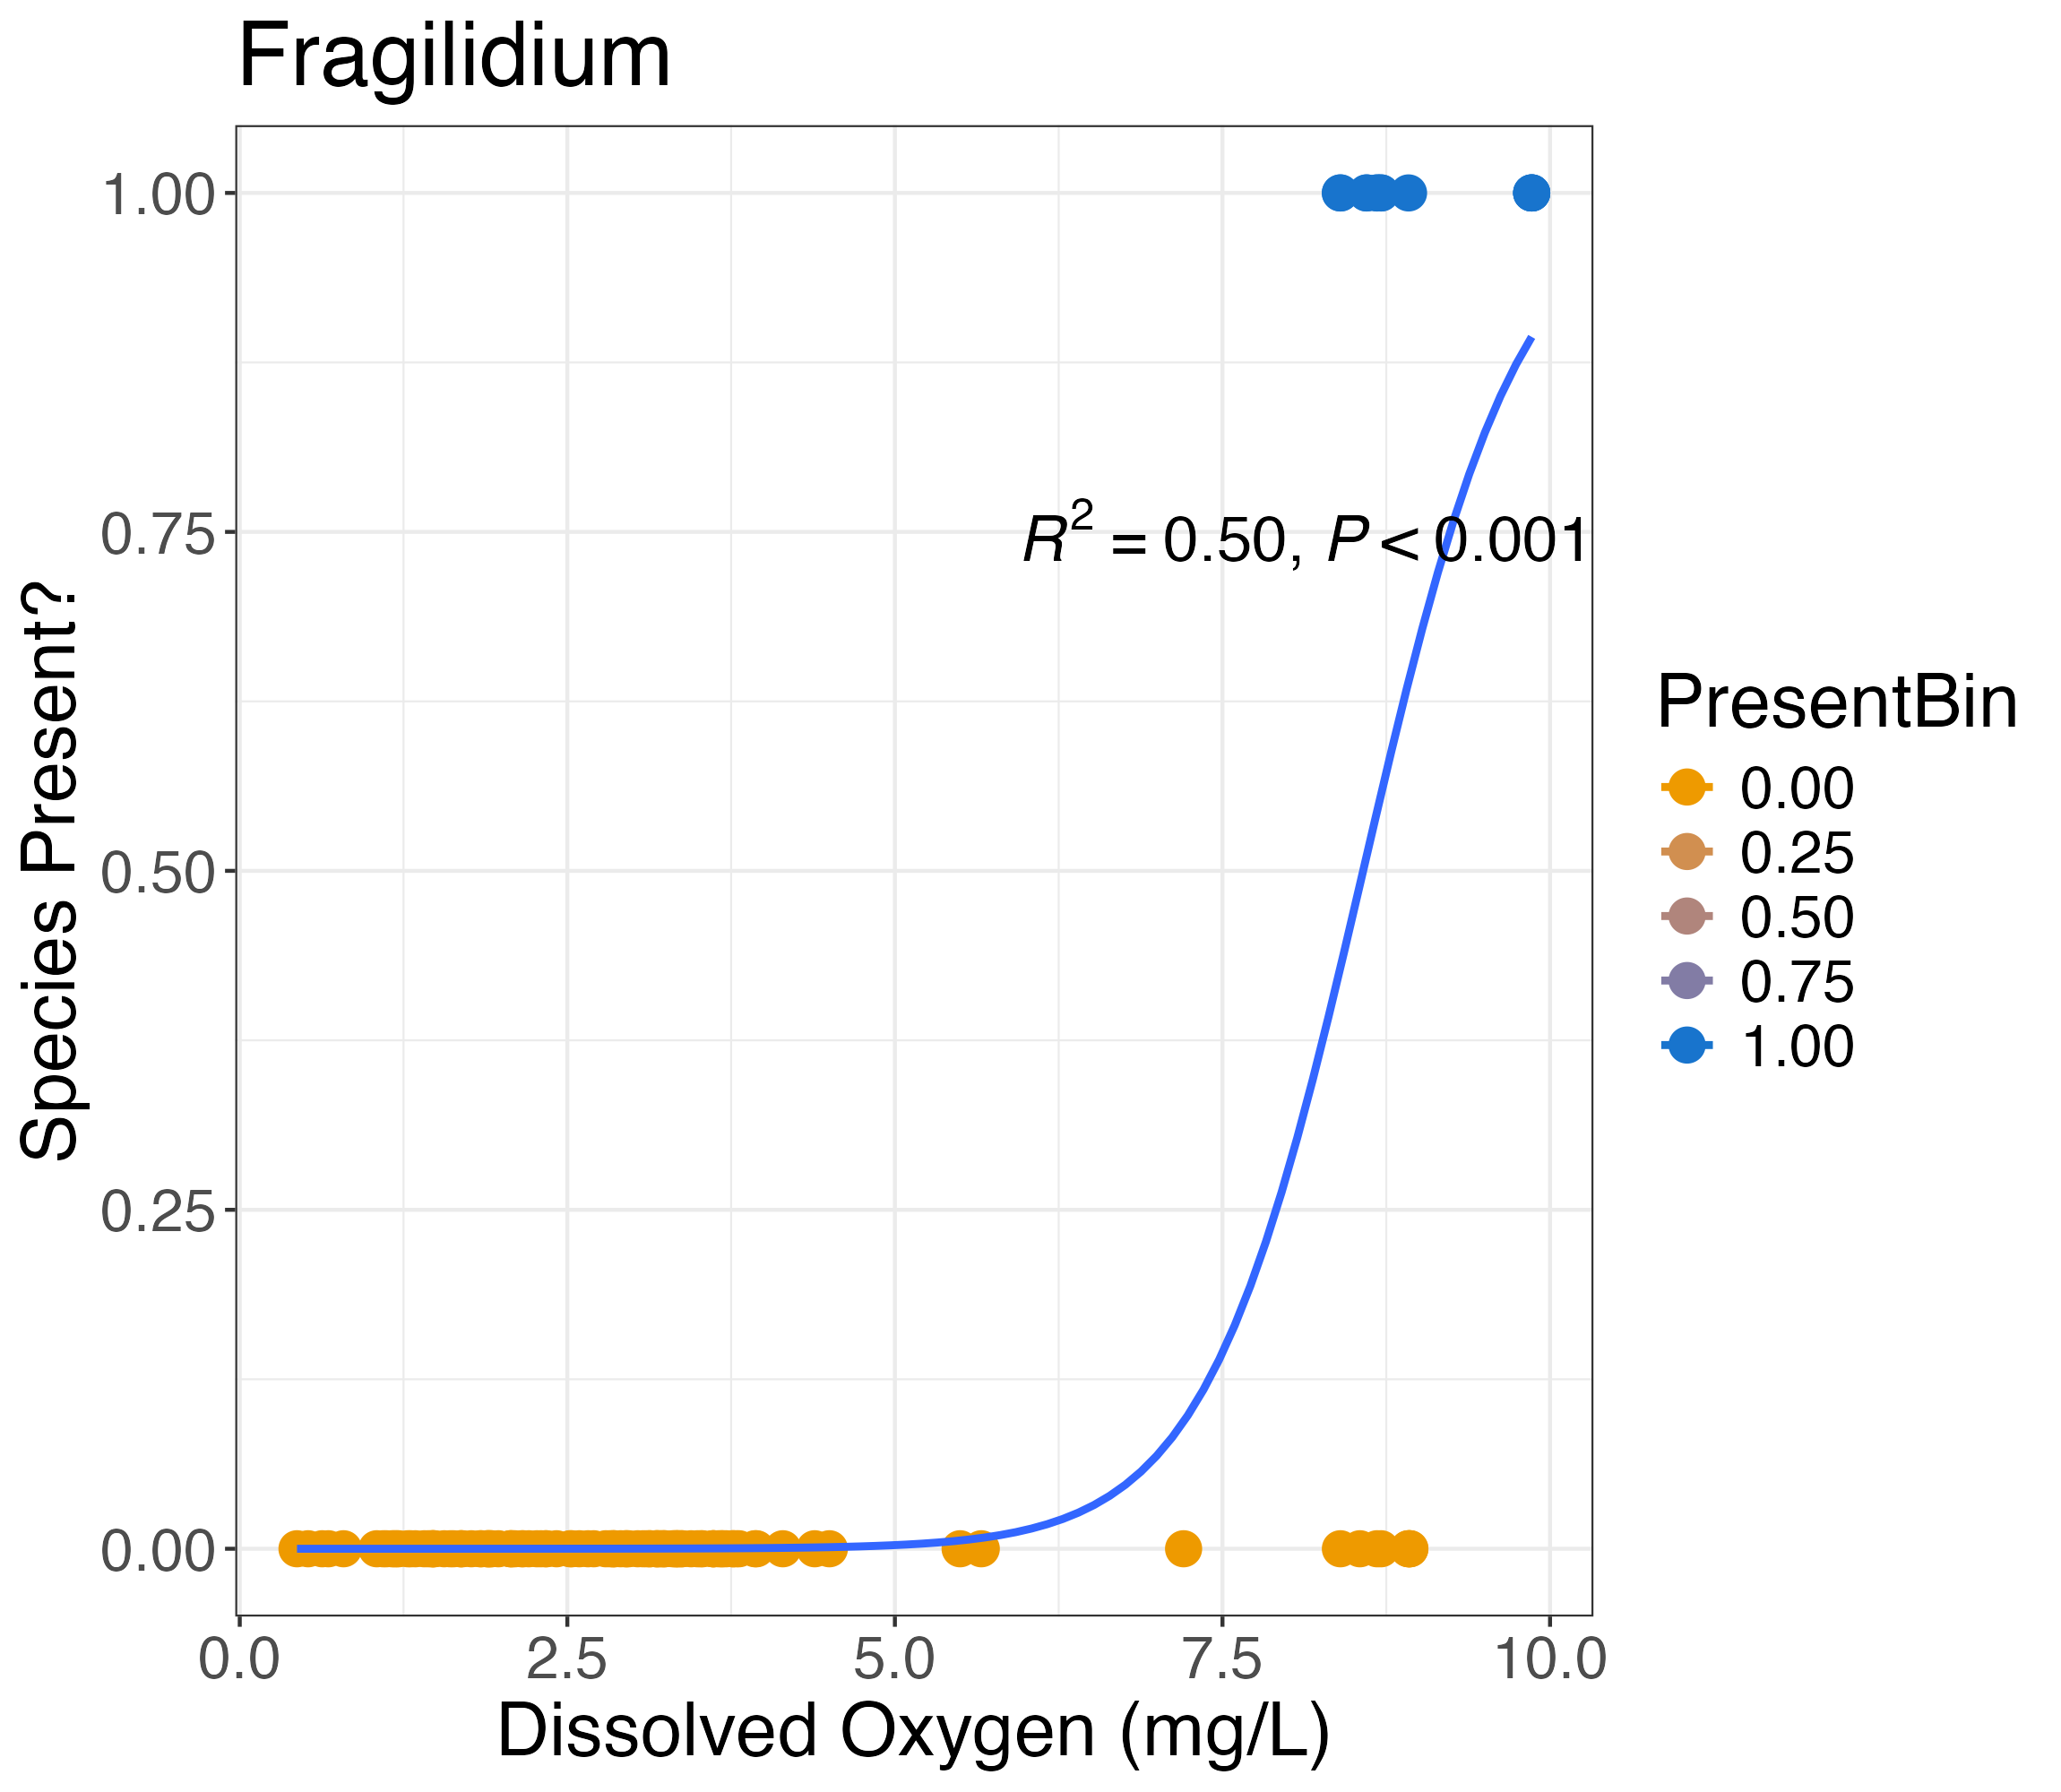 Fragilidium
1.00
0.75
0.50
0.25
0.00
Species Present?
R² = 0.50, P < 0.001
0.0 2.5 5.0 7.5 10.0
Dissolved Oxygen (mg/L)
PresentBin
0.00
0.25
0.50
0.75
1.00